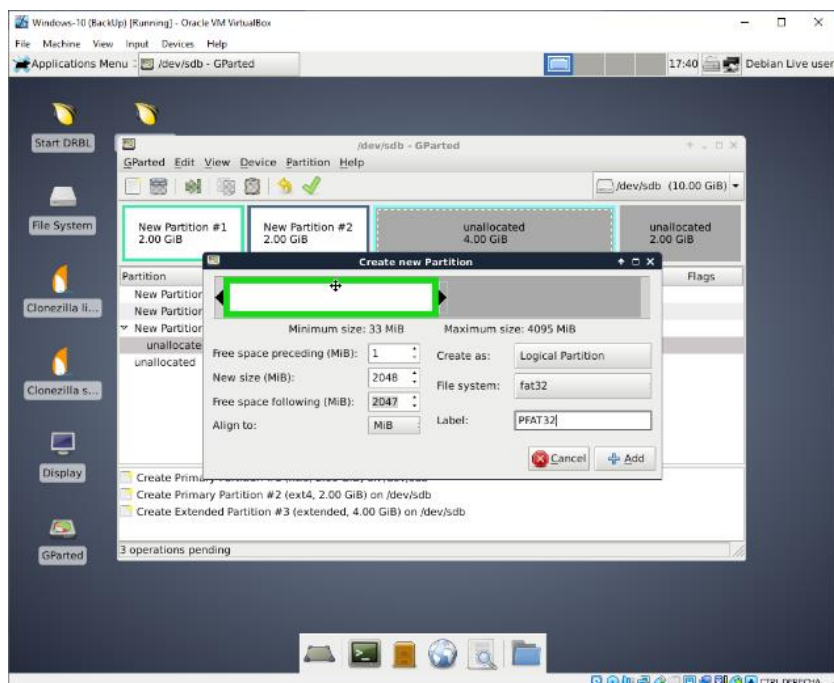 Windows-10 (BackUp) [Running] - Oracle VM VirtualBox
File Machine View Input Devices Help
Applications Menu : /dev/sdb - GParted 17:40 Debian Live user
Start DRBL
/dev/sdb - GParted
GParted Edit View Device Partition Help
/dev/sdb (10.00 GiB)
File System
New Partition #1
2.00 GiB
New Partition #2
2.00 GiB
unallocated
4.00 GiB
unallocated
2.00 GiB
Create new Partition
Partition Flags
New Partition
New Partition
New Partition
unallocate
unallocated
Clonezilla li...
Minimum size: 33 MiB Maximum size: 4095 MiB
Free space preceding (MiB): 1 Create as: Logical Partition
New size (MiB): 2048 File system: fat32
Free space following (MiB): 2047
Align to: MiB Label: PFAT32
Clonezilla s...
Cancel Add
Display
Create Primary Partition #2 (ext4, 2.00 GiB) on /dev/sdb
Create Extended Partition #3 (extended, 4.00 GiB) on /dev/sdb
GParted
3 operations pending
CTRL DERECHA